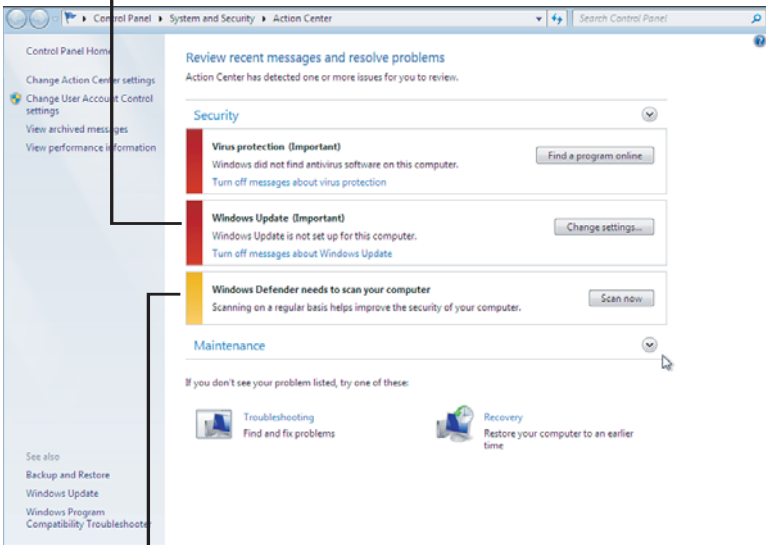 Control Panel ▸ System and Security ▸ Action Center
Search Control Panel
Control Panel Home
Change Action Center settings
Change User Account Control
settings
View archived messages
View performance information
Review recent messages and resolve problems
Action Center has detected one or more issues for you to review.
Security
Virus protection (Important)
Windows did not find antivirus software on this computer.
Turn off messages about virus protection
Find a program online
Windows Update (Important)
Windows Update is not set up for this computer.
Turn off messages about Windows Update
Change settings...
Windows Defender needs to scan your computer
Scanning on a regular basis helps improve the security of your computer.
Scan now
Maintenance
If you don't see your problem listed, try one of these:
Troubleshooting
Find and fix problems
Recovery
Restore your computer to an earlier
time
See also
Backup and Restore
Windows Update
Windows Program
Compatibility Troubleshooter